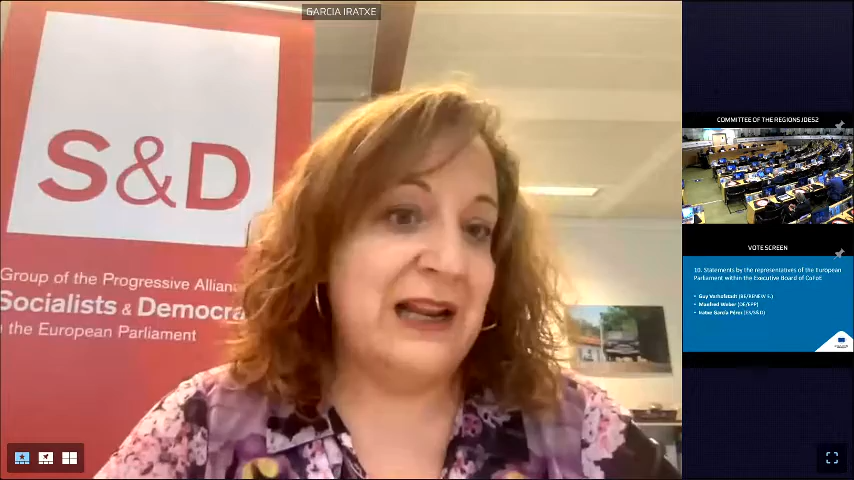 GARCIA IRATXE
S&D
Group of the Progressive Allian
Socialists & Democra
the European Parliament
COMMITTEE OF THE REGIONS JDE52
VOTE SCREEN
10. Statements by the representatives of the European
Parliament within the Executive Board of CoFoE
Guy Verhofstadt (BE/RENEW E.)
Manfred Weber (DE/EPP)
Iratxe García Pérez (ES/S&D)